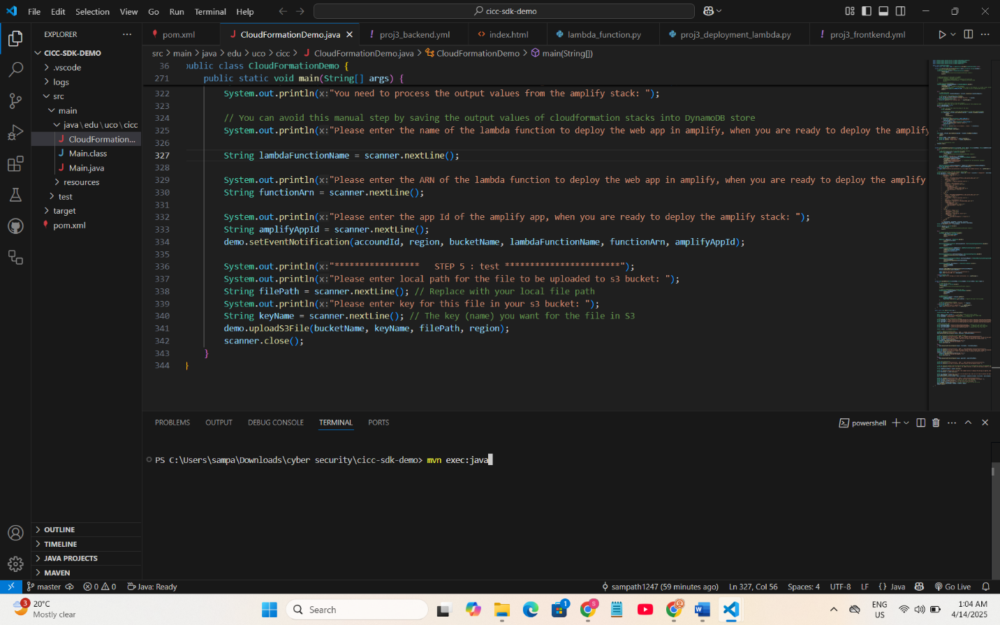 File Edit Selection View Go Run Terminal Help
cicc-sdk-demo
EXPLORER
pom.xml
CloudFormationDemo.java
proj3_backend.yml
index.html
lambda_function.py
proj3_deployment_lambda.py
proj3_frontkend.yml
CICC-SDK-DEMO
.vscode
logs
src
main
java\edu\uco\cicc
CloudFormation...
Main.class
Main.java
resources
test
target
pom.xml
OUTLINE
TIMELINE
JAVA PROJECTS
MAVEN
src > main > java > edu > uco > cicc > CloudFormationDemo.java > CloudFormationDemo > main(String[])
36 public class CloudFormationDemo {
271 public static void main(String[] args) {
322 System.out.println(x:"You need to process the output values from the amplify stack: ");
323
324 // You can avoid this manual step by saving the output values of cloudformation stacks into DynamoDB store
325 System.out.println(x:"Please enter the name of the lambda function to deploy the web app in amplify, when you are ready to deploy the amplify
326
327 String lambdaFunctionName = scanner.nextLine();
328
329 System.out.println(x:"Please enter the ARN of the lambda function to deploy the web app in amplify, when you are ready to deploy the amplify
330 String functionArn = scanner.nextLine();
331
332 System.out.println(x:"Please enter the app Id of the amplify app, when you are ready to deploy the amplify stack: ");
333 String amplifyAppId = scanner.nextLine();
334 demo.setEventNotification(accoundId, region, bucketName, lambdaFunctionName, functionArn, amplifyAppId);
335
336 System.out.println(x:"***************** STEP 5 : test ***********************");
337 System.out.println(x:"Please enter local path for the file to be uploaded to s3 bucket: ");
338 String filePath = scanner.nextLine(); // Replace with your local file path
339 System.out.println(x:"Please enter key for this file in your s3 bucket: ");
340 String keyName = scanner.nextLine(); // The key (name) you want for the file in S3
341 demo.uploadS3File(bucketName, keyName, filePath, region);
342 scanner.close();
343 }
344 }
PROBLEMS OUTPUT DEBUG CONSOLE TERMINAL PORTS
powershell
PS C:\Users\sampa\Downloads\cyber security\cicc-sdk-demo> mvn exec:java
master
0 0
Java: Ready
sampath1247 (59 minutes ago)
Ln 327, Col 56
Spaces: 4
UTF-8
LF
{} Java
Go Live
3
20°C
Mostly clear
Search
1
S
ENG
US
1:04 AM
4/14/2025